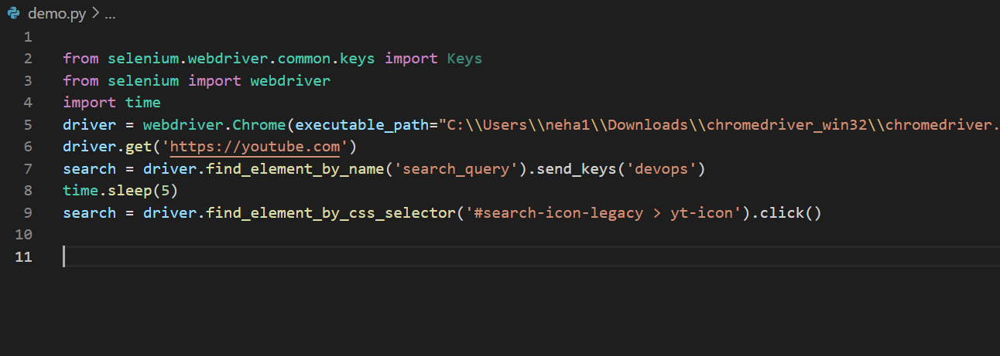 demo.py > ...
1
2 from selenium.webdriver.common.keys import Keys
3 from selenium import webdriver
4 import time
5 driver = webdriver.Chrome(executable_path="C:\\Users\\neha1\\Downloads\\chromedriver_win32\\chromedriver.
6 driver.get('https://youtube.com')
7 search = driver.find_element_by_name('search_query').send_keys('devops')
8 time.sleep(5)
9 search = driver.find_element_by_css_selector('#search-icon-legacy > yt-icon').click()
10
11